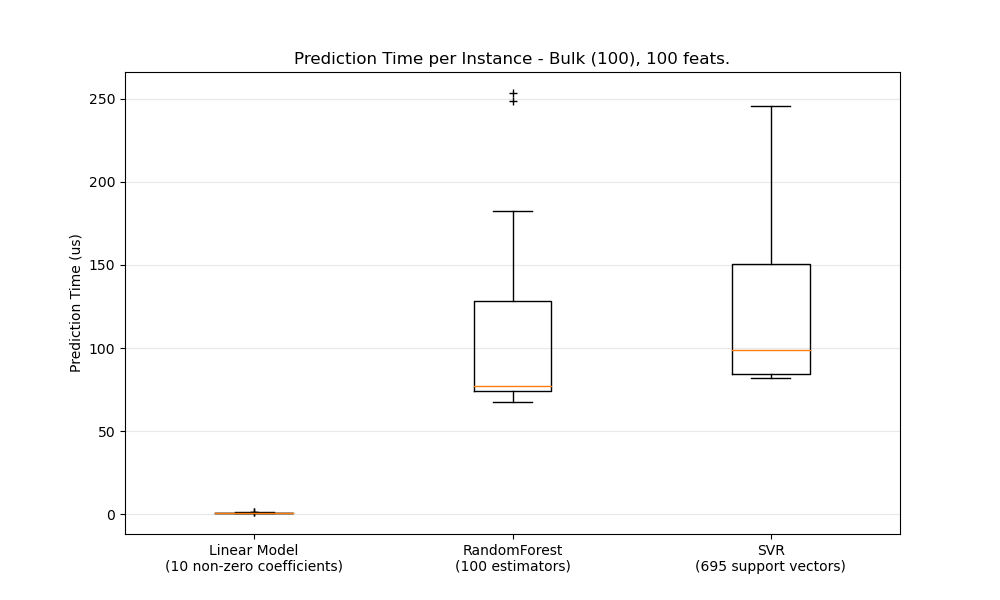 Prediction Time per Instance - Bulk (100), 100 feats.
250
200
150
100
50
0
Prediction Time (us)
Linear Model
(10 non-zero coefficients)
RandomForest
(100 estimators)
SVR
(695 support vectors)